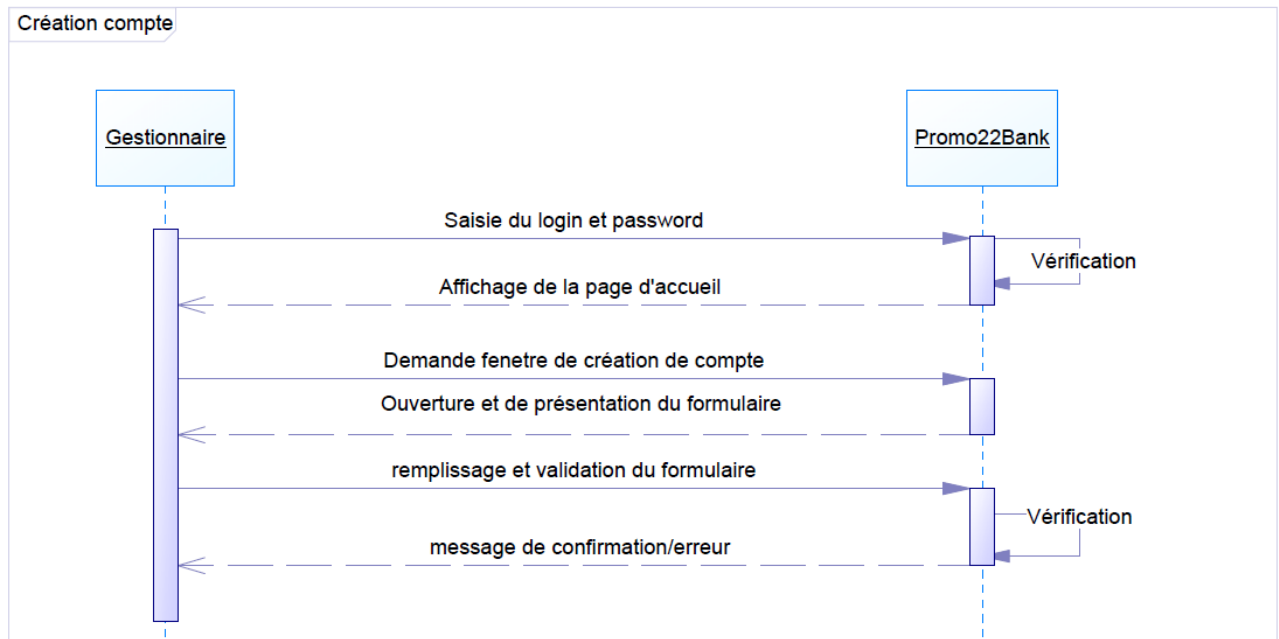 Création compte
Gestionnaire
Promo22Bank
Saisie du login et password
Vérification
Affichage de la page d'accueil
Demande fenetre de création de compte
Ouverture et de présentation du formulaire
remplissage et validation du formulaire
Vérification
message de confirmation/erreur